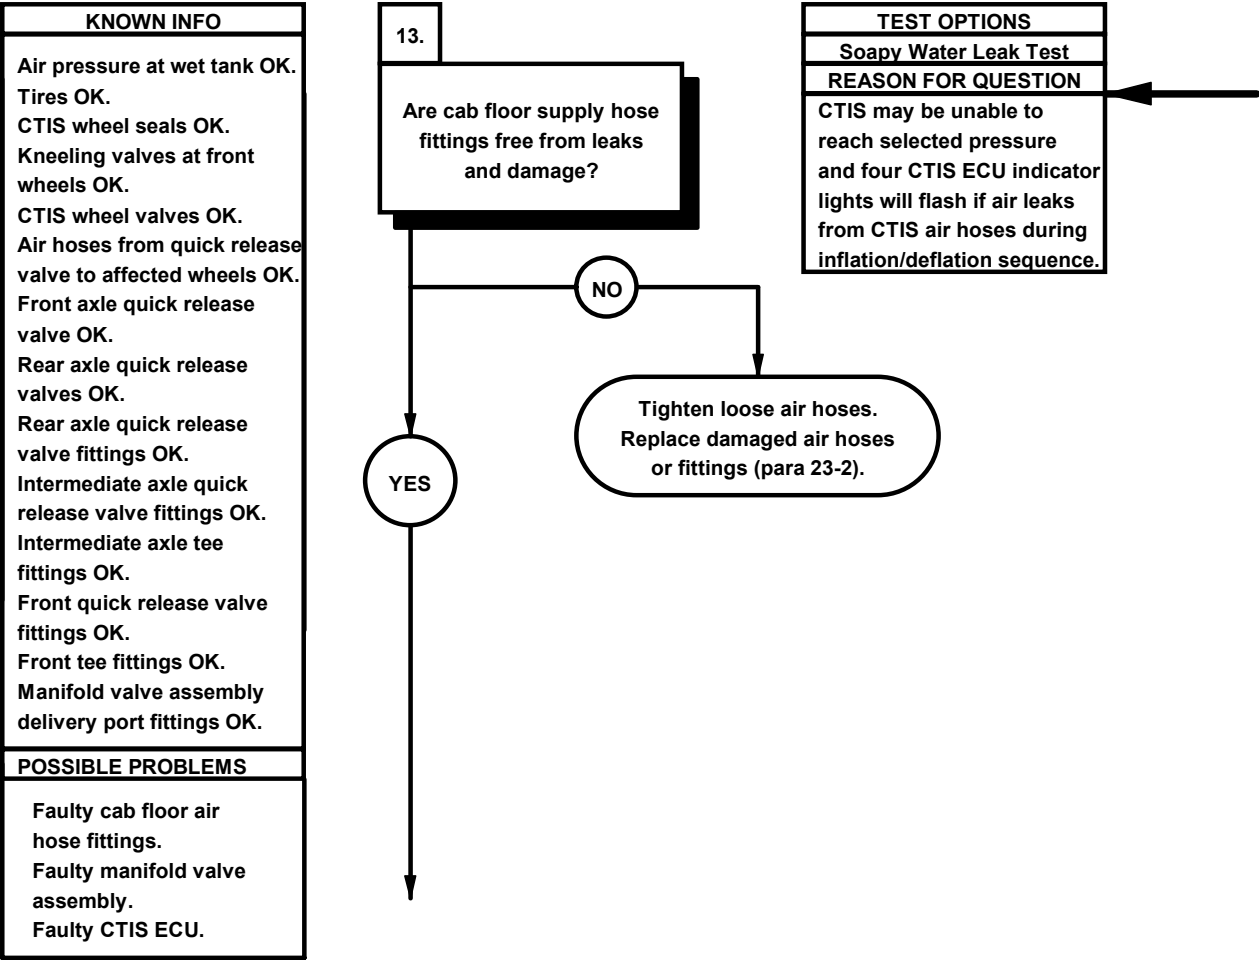 KNOWN INFO
Air pressure at wet tank OK.
Tires OK.
CTIS wheel seals OK.
Kneeling valves at front
wheels OK.
CTIS wheel valves OK.
Air hoses from quick release
valve to affected wheels OK.
Front axle quick release
valve OK.
Rear axle quick release
valves OK.
Rear axle quick release
valve fittings OK.
Intermediate axle quick
release valve fittings OK.
Intermediate axle tee
fittings OK.
Front quick release valve
fittings OK.
Front tee fittings OK.
Manifold valve assembly
delivery port fittings OK.
POSSIBLE PROBLEMS
Faulty cab floor air
hose fittings.
Faulty manifold valve
assembly.
Faulty CTIS ECU.
13.
Are cab floor supply hose
fittings free from leaks
and damage?
NO
YES
Tighten loose air hoses.
Replace damaged air hoses
or fittings (para 23-2).
TEST OPTIONS
Soapy Water Leak Test
REASON FOR QUESTION
CTIS may be unable to
reach selected pressure
and four CTIS ECU indicator
lights will flash if air leaks
from CTIS air hoses during
inflation/deflation sequence.